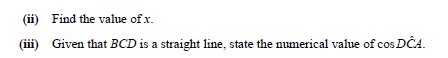 (ii) Find the value of x.
(iii) Given that BCD is a straight line, state the numerical value of cos DĈA.